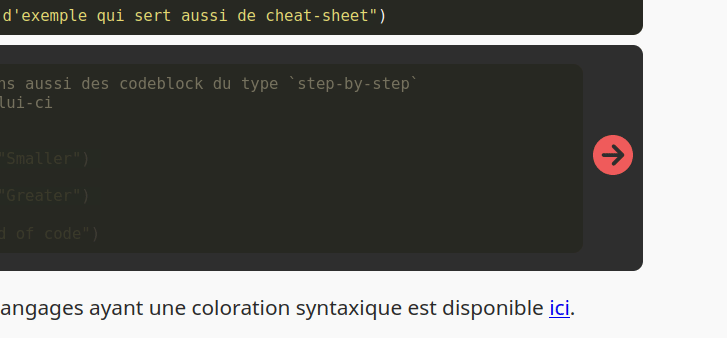 d'exemple qui sert aussi de cheat-sheet")
ns aussi des codeblock du type `step-by-step`
lui-ci
"Smaller")
"Greater")
d of code")
angages ayant une coloration syntaxique est disponible ici.